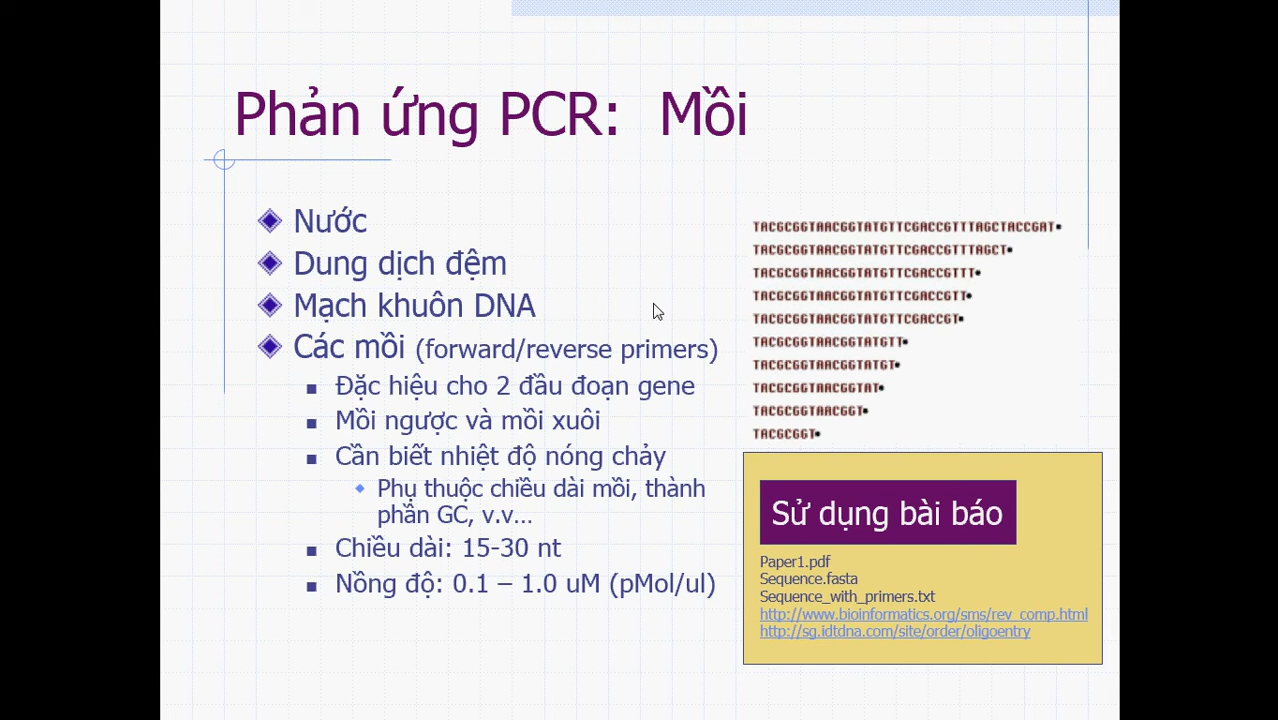 Phản ứng PCR: Mồi
Nước
Dung dịch đệm
Mạch khuôn DNA
Các mồi (forward/reverse primers)
Đặc hiệu cho 2 đầu đoạn gene
Mồi ngược và mồi xuôi
Cần biết nhiệt độ nóng chảy
Phụ thuộc chiều dài mồi, thành
phần GC, v.v...
Chiều dài: 15-30 nt
Nồng độ: 0.1 – 1.0 uM (pMol/ul)
TACGCGGTAACGGTATGTTCGACCGTTTAGCTACCGAT
TACGCGGTAACGGTATGTTCGACCGTTTAGCT
TACGCGGTAACGGTATGTTCGACCGTTT
TACGCGGTAACGGTATGTTCGACCGTT
TACGCGGTAACGGTATGTTCGACCGT
TACGCGGTAACGGTATGTT
TACGCGGTAACGGTATGT
TACGCGGTAACGGTAT
TACGCGGTAACGGT
TACGCGGT
Sử dụng bài báo
Paper1.pdf
Sequence.fasta
Sequence_with_primers.txt
http://www.bioinformatics.org/sms/rev_comp.html
http://sg.idtdna.com/site/order/oligoentry